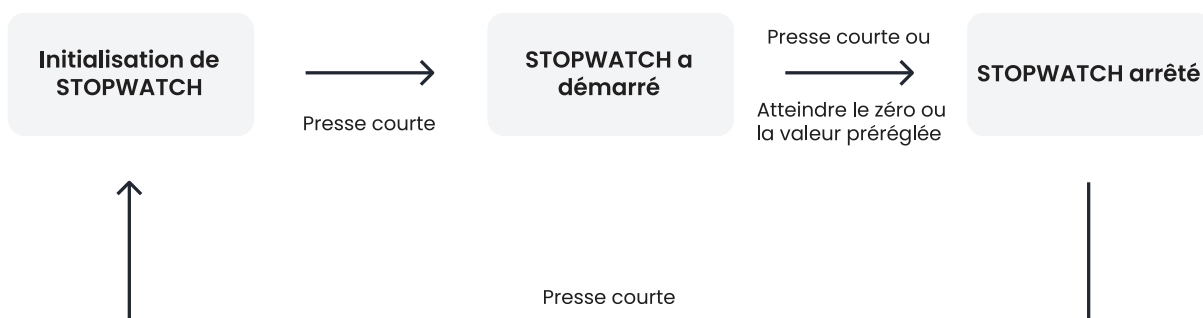 Initialisation de
STOPWATCH
Presse courte
STOPWATCH a
démarré
Presse courte ou
Atteindre le zéro ou
la valeur préréglée
STOPWATCH arrêté
Presse courte